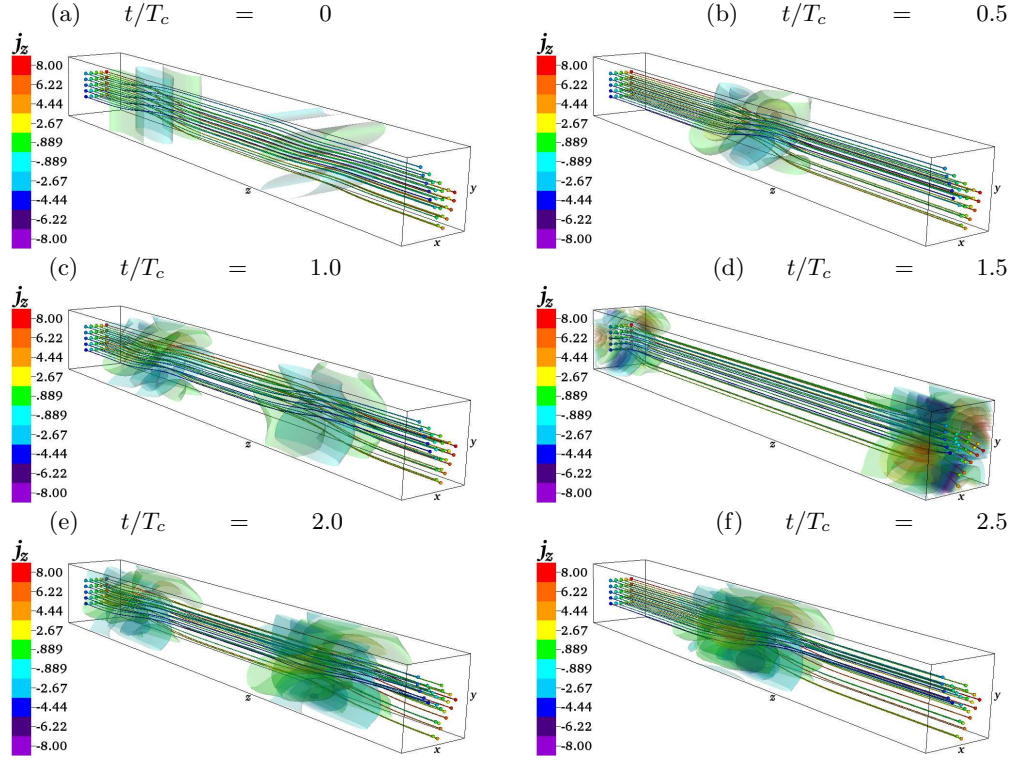 (a) t/T_c = 0
j_z
8.00
6.22
4.44
2.67
.889
-.889
-2.67
-4.44
-6.22
-8.00
z
x
y
(b) t/T_c = 0.5
j_z
8.00
6.22
4.44
2.67
.889
-.889
-2.67
-4.44
-6.22
-8.00
z
x
y
(c) t/T_c = 1.0
j_z
8.00
6.22
4.44
2.67
.889
-.889
-2.67
-4.44
-6.22
-8.00
z
x
y
(d) t/T_c = 1.5
j_z
8.00
6.22
4.44
2.67
.889
-.889
-2.67
-4.44
-6.22
-8.00
z
x
y
(e) t/T_c = 2.0
j_z
8.00
6.22
4.44
2.67
.889
-.889
-2.67
-4.44
-6.22
-8.00
z
x
y
(f) t/T_c = 2.5
j_z
8.00
6.22
4.44
2.67
.889
-.889
-2.67
-4.44
-6.22
-8.00
z
x
y